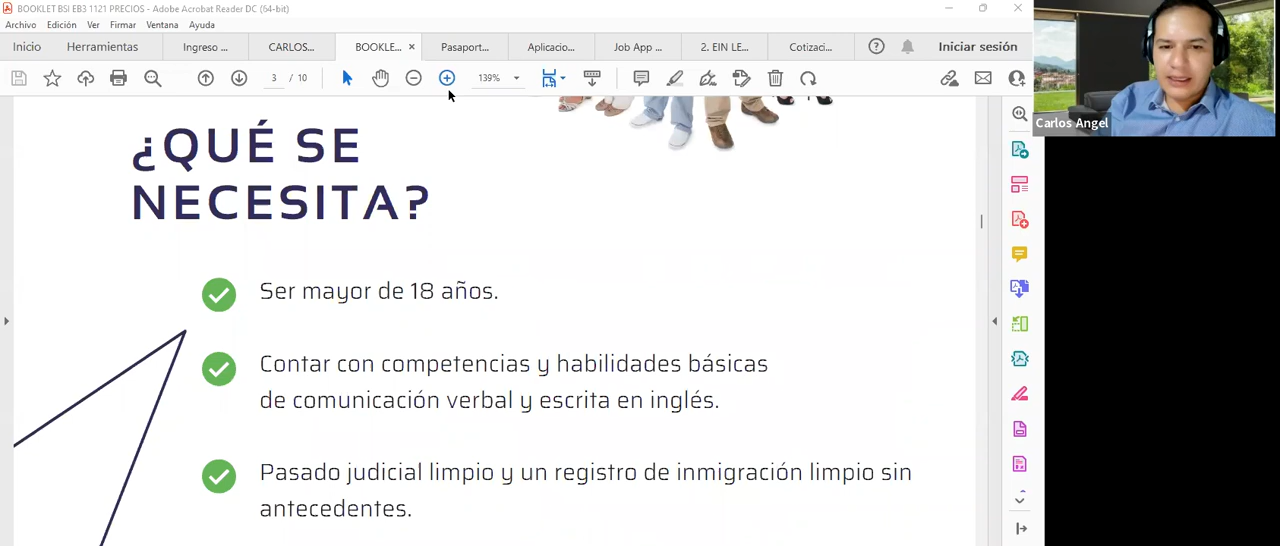 BOOKLET BSI EB3 1121 PRECIOS - Adobe Acrobat Reader DC (64-bit)
Archivo Edición Ver Firmar Ventana Ayuda
Inicio Herramientas Ingreso ... CARLOS... BOOKLE... × Pasaport... Aplicacio... Job App ... 2. EIN LE... Cotizaci... Iniciar sesión
3 / 10 139%
Carlos Angel
¿QUÉ SE
NECESITA?
Ser mayor de 18 años.
Contar con competencias y habilidades básicas
de comunicación verbal y escrita en inglés.
Pasado judicial limpio y un registro de inmigración limpio sin
antecedentes.